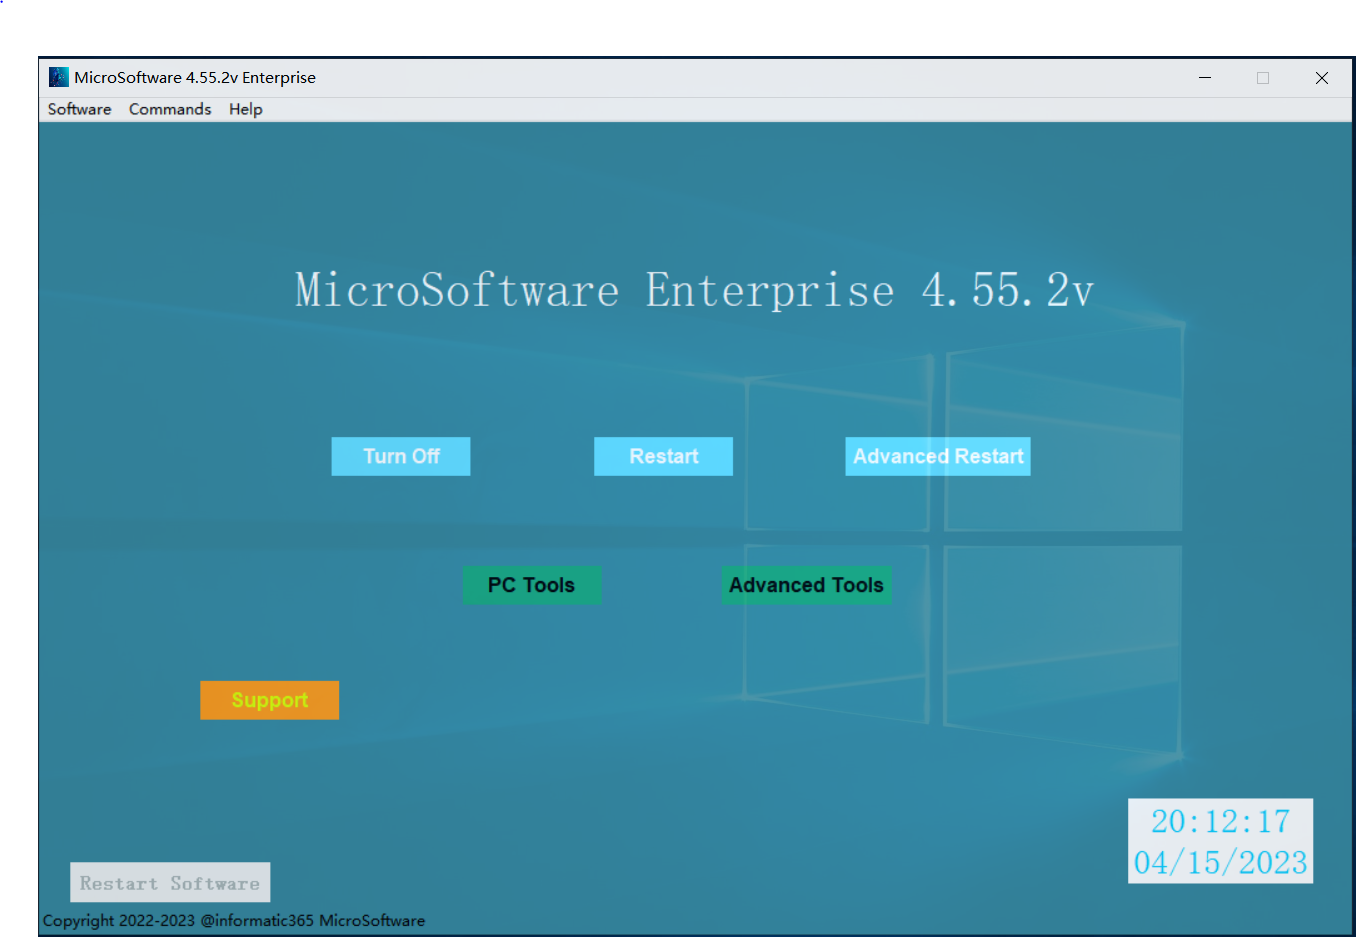 MicroSoftware 4.55.2v Enterprise
Software Commands Help
MicroSoftware Enterprise 4.55.2v
Turn Off Restart Advanced Restart
PC Tools Advanced Tools
Support
20:12:17
04/15/2023
Restart Software
Copyright 2022-2023 @informatic365 MicroSoftware